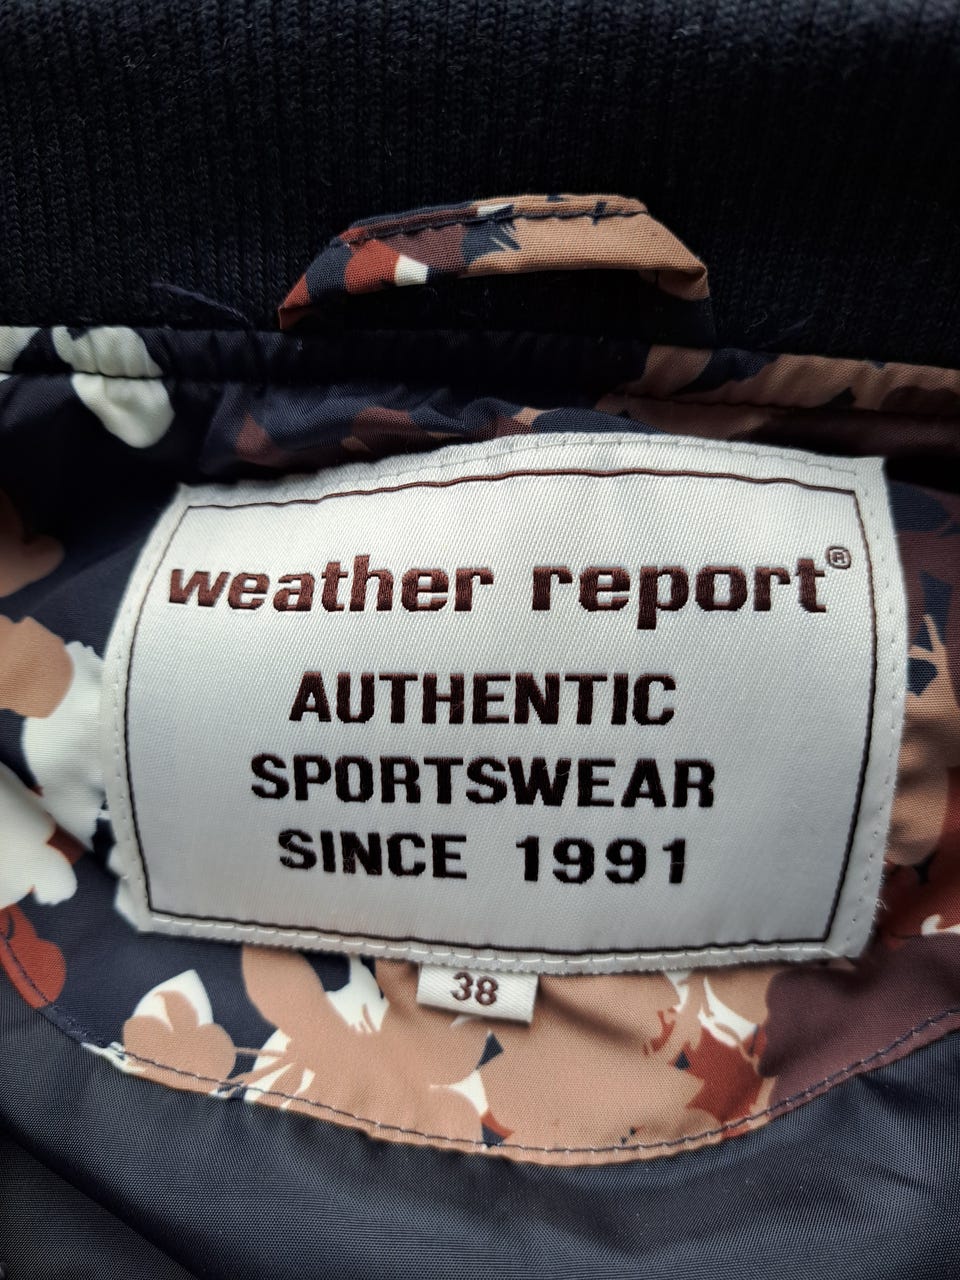 weather report®
AUTHENTIC
SPORTSWEAR
SINCE 1991
38